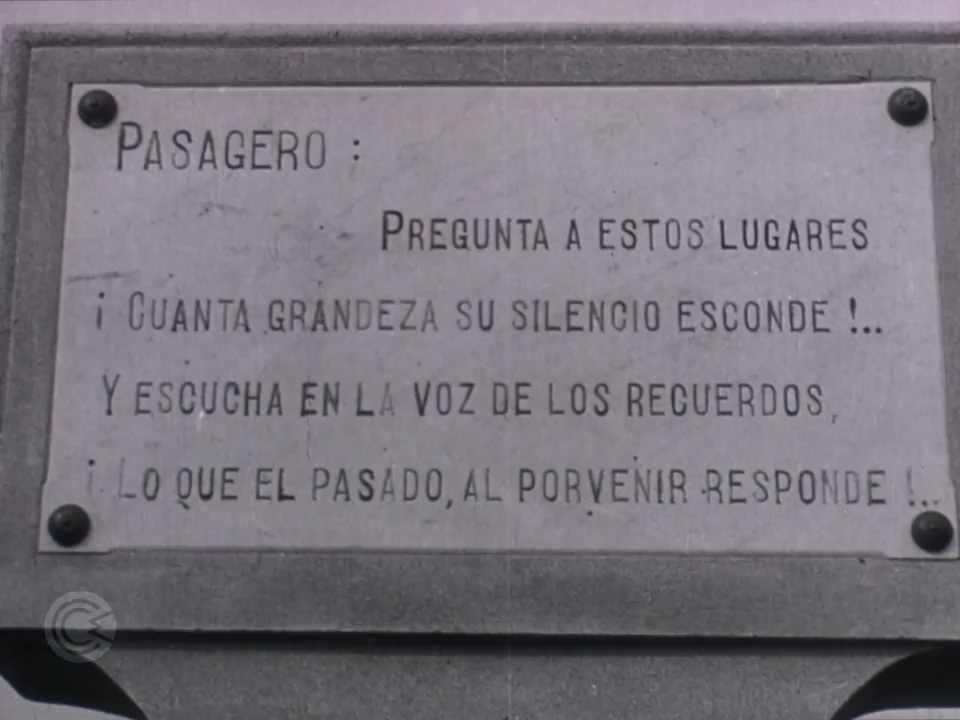 PASAGERO :
PREGUNTA A ESTOS LUGARES
¡ CUANTA GRANDEZA SU SILENCIO ESCONDE !..
Y ESCUCHA EN LA VOZ DE LOS RECUERDOS,
¡ LO QUE EL PASADO, AL PORVENIR RESPONDE !..